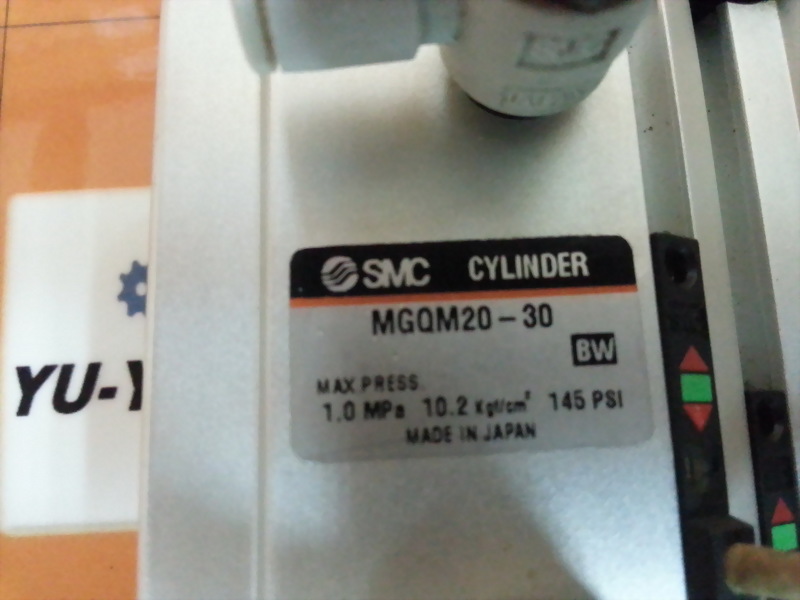 SMC CYLINDER
MGQM20-30
BW
MAX PRESS.
1.0 MPa 10.2 Kgf/cm² 145 PSI
MADE IN JAPAN
YU-Y